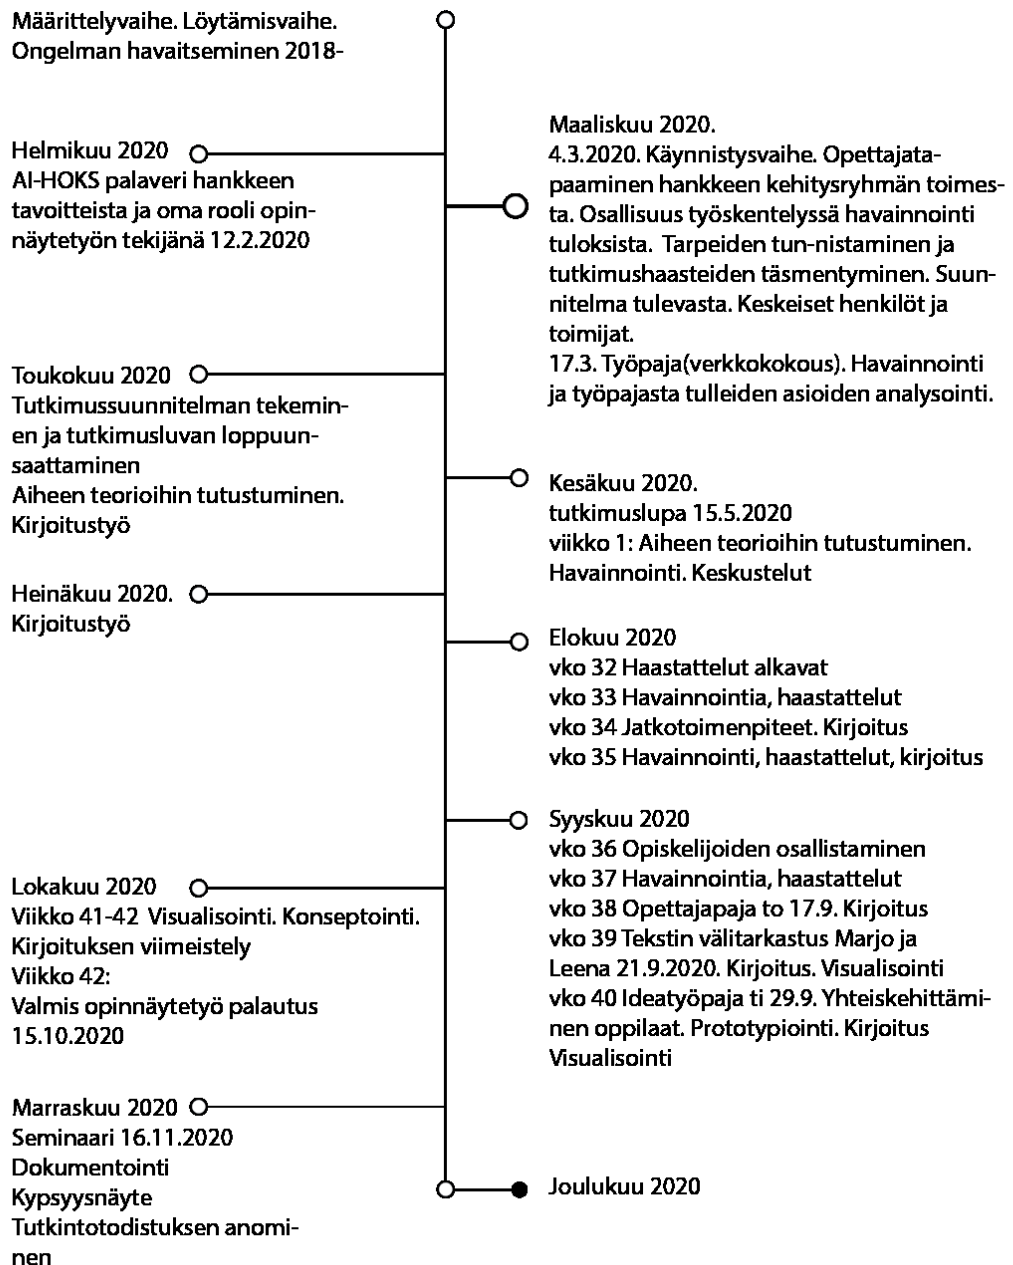 Määrittelyvaihe. Löytämisvaihe.
Ongelman havaitseminen 2018-
Helmikuu 2020
AI-HOKS palaveri hankkeen
tavoitteista ja oma rooli opin-
näytetyön tekijänä 12.2.2020
Maaliskuu 2020.
4.3.2020. Käynnistysvaihe. Opettajata-
paaminen hankkeen kehitysryhmän toimes-
ta. Osallisuus työskentelyssä havainnointi
tuloksista. Tarpeiden tun-nistaminen ja
tutkimushaasteiden täsmentyminen. Suun-
nitelma tulevasta. Keskeiset henkilöt ja
toimijat.
17.3. Työpaja(verkkokokous). Havainnointi
ja työpajasta tulleiden asioiden analysointi.
Toukokuu 2020
Tutkimussuunnitelman tekemin-
en ja tutkimusluvan loppuun-
saattaminen
Aiheen teorioihin tutustuminen.
Kirjoitustyö
Kesäkuu 2020.
tutkimuslupa 15.5.2020
viikko 1: Aiheen teorioihin tutustuminen.
Havainnointi. Keskustelut
Heinäkuu 2020.
Kirjoitustyö
Elokuu 2020
vko 32 Haastattelut alkavat
vko 33 Havainnointia, haastattelut
vko 34 Jatkotoimenpiteet. Kirjoitus
vko 35 Havainnointi, haastattelut, kirjoitus
Syyskuu 2020
vko 36 Opiskelijoiden osallistaminen
vko 37 Havainnointia, haastattelut
vko 38 Opettajapaja to 17.9. Kirjoitus
vko 39 Tekstin välitarkastus Marjo ja
Leena 21.9.2020. Kirjoitus. Visualisointi
vko 40 Ideatyöpaja ti 29.9. Yhteiskehittämi-
nen oppilaat. Prototypiointi. Kirjoitus
Visualisointi
Lokakuu 2020
Viikko 41-42 Visualisointi. Konseptointi.
Kirjoituksen viimeistely
Viikko 42:
Valmis opinnäytetyö palautus
15.10.2020
Marraskuu 2020
Seminaari 16.11.2020
Dokumentointi
Kypsyysnäyte
Tutkintotodistuksen anomi-
nen
Joulukuu 2020